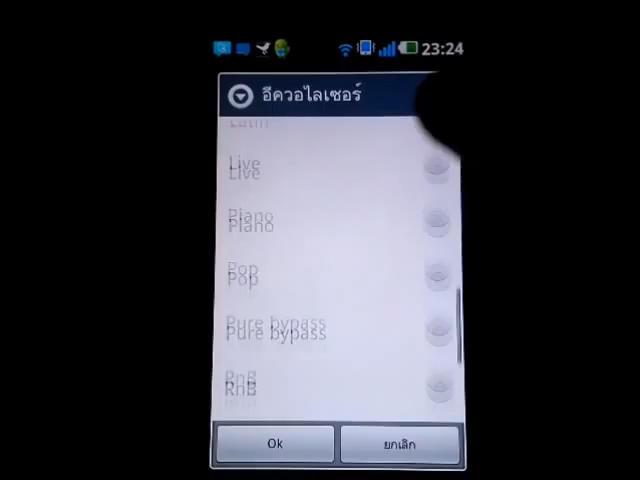 23:24
อีควอไลเซอร์
Latin
Live
Piano
Pop
Pure bypass
RnB
Ok
ยกเลิก